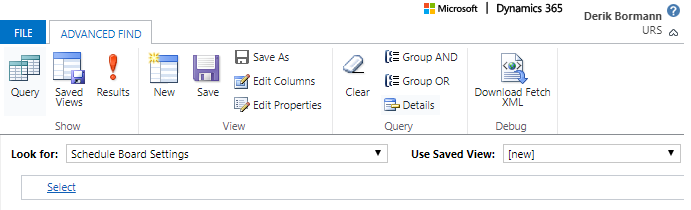 Microsoft | Dynamics 365
Derik Bormann ?
URS
FILE ADVANCED FIND
Query Saved Views Results New Save Save As Edit Columns Edit Properties Clear Group AND Group OR Details Download Fetch XML
Show View Query Debug
Look for: Schedule Board Settings Use Saved View: [new]
Select